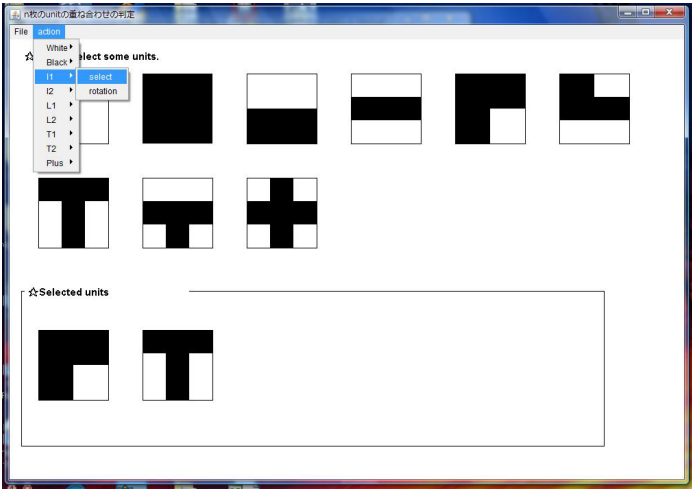 n枚のunitの重ね合わせの判定
File action
White
Black
I1
I2
L1
L2
T1
T2
Plus
select
rotation
☆ elect some units.
☆Selected units